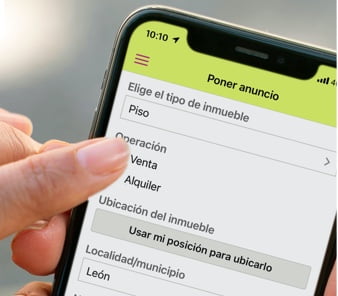 10:10
4
Poner anuncio
Elige el tipo de inmueble
Piso
Operación
Venta
Alquiler
Ubicación del inmueble
Usar mi posición para ubicarlo
Localidad/municipio
León